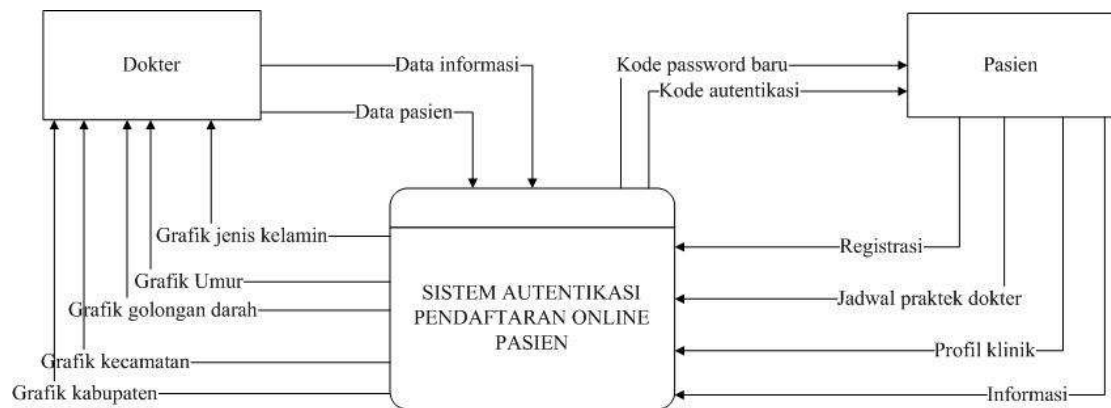 Dokter
Data informasi
Data pasien
Kode password baru
Kode autentikasi
Pasien
Grafik jenis kelamin
Grafik Umur
Grafik golongan darah
Grafik kecamatan
Grafik kabupaten
SISTEM AUTENTIKASI
PENDAFTARAN ONLINE
PASIEN
Registrasi
Jadwal praktek dokter
Profil klinik
Informasi